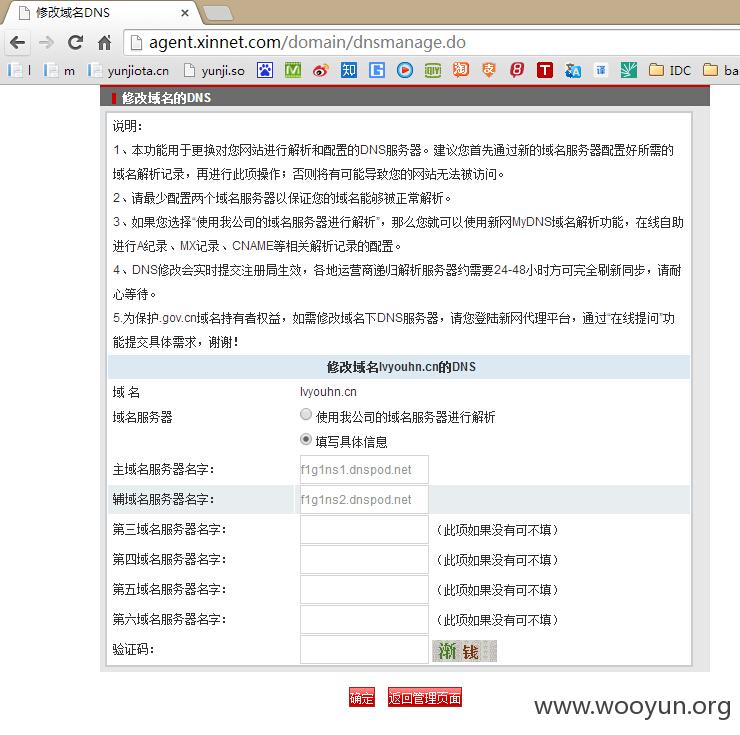 修改域名DNS
agent.xinnet.com/domain/dnsmanage.do
l m yunjiota.cn yunji.so IDC ba
修改域名的DNS
说明：
1、本功能用于更换对您网站进行解析和配置的DNS服务器。建议您首先通过新的域名服务器配置好所需的
域名解析记录，再进行此项操作；否则将有可能导致您的网站无法被访问。
2、请最少配置两个域名服务器以保证您的域名能够被正常解析。
3、如果您选择“使用我公司的域名服务器进行解析”，那么您就可以使用新网MyDNS域名解析功能，在线自助
进行A纪录、MX记录、CNAME等相关解析记录的配置。
4、DNS修改会实时提交注册局生效，各地运营商递归解析服务器约需要24-48小时方可完全刷新同步，请耐
心等待。
5.为保护.gov.cn域名持有者权益，如需修改域名下DNS服务器，请您登陆新网代理平台，通过“在线提问”功
能提交具体需求，谢谢！
修改域名lvyouhn.cn的DNS
域 名 lvyouhn.cn
域名服务器 使用我公司的域名服务器进行解析
填写具体信息
主域名服务器名字： f1g1ns1.dnspod.net
辅域名服务器名字： f1g1ns2.dnspod.net
第三域名服务器名字： （此项如果没有可不填）
第四域名服务器名字： （此项如果没有可不填）
第五域名服务器名字： （此项如果没有可不填）
第六域名服务器名字： （此项如果没有可不填）
验证码： 渐 钱
确定 返回管理页面
www.wooyun.org